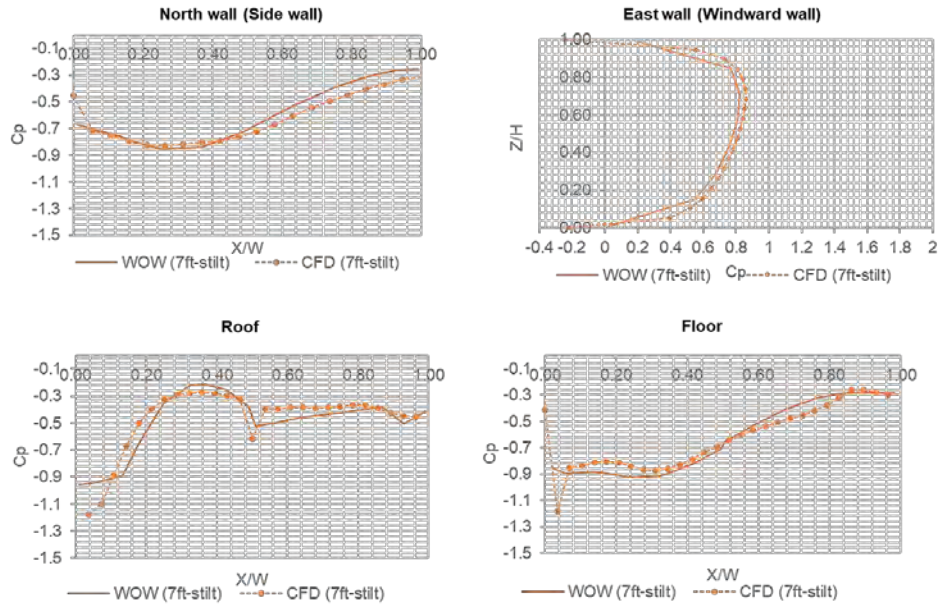 North wall (Side wall)
-0.1
0.00 0.20 0.40 0.60 0.80 1.00
-0.3
-0.5
-0.7
-0.9
-1.1
-1.3
-1.5
Cp
X/W
WOW (7ft-stilt) CFD (7ft-stilt)
East wall (Windward wall)
1.00
0.80
0.60
0.40
0.20
0.00
Z/H
-0.4 -0.2 0 0.2 0.4 0.6 0.8 1 1.2 1.4 1.6 1.8 2
Cp
WOW (7ft-stilt) CFD (7ft-stilt)
Roof
-0.1
0.00 0.20 0.40 0.60 0.80 1.00
-0.3
-0.5
-0.7
-0.9
-1.1
-1.3
-1.5
Cp
X/W
WOW (7ft-stilt) CFD (7ft-stilt)
Floor
-0.1
0.00 0.20 0.40 0.60 0.80 1.00
-0.3
-0.5
-0.7
-0.9
-1.1
-1.3
-1.5
Cp
X/W
WOW (7ft-stilt) CFD (7ft-stilt)